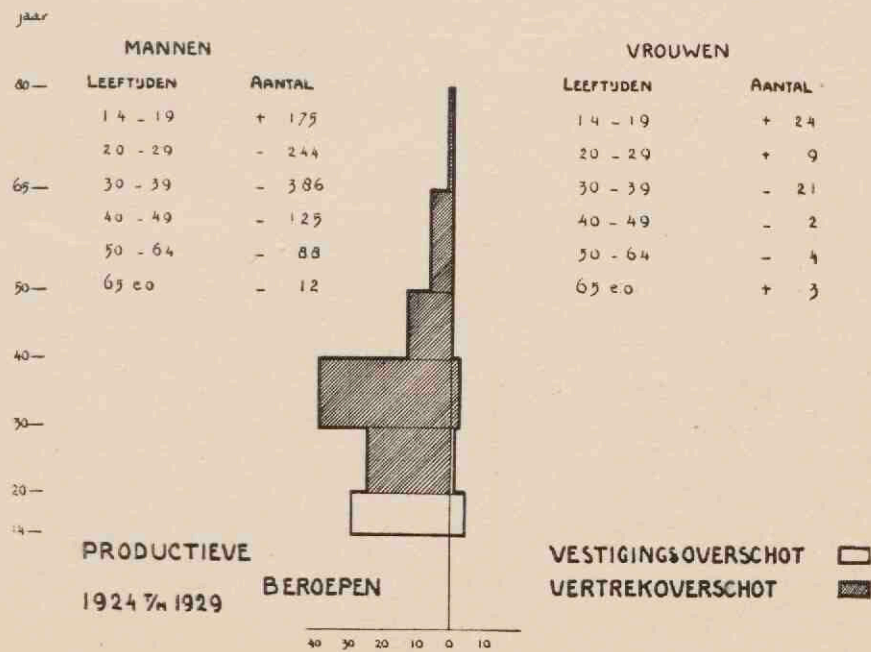 jaar
MANNEN
LEEFTIJDEN AANTAL
14 - 19 + 175
20 - 29 - 244
30 - 39 - 386
40 - 49 - 125
50 - 64 - 88
65 eo - 12
VROUWEN
LEEFTIJDEN AANTAL
14 - 19 + 24
20 - 29 + 9
30 - 39 - 21
40 - 49 - 2
50 - 64 - 4
65 eo + 3
80—
65—
50—
40—
30—
20—
14—
PRODUCTIEVE
BEROEPEN
1924 T/M 1929
VESTIGINGSOVERSCHOT
VERTREKOVERSCHOT
40 30 20 10 0 10